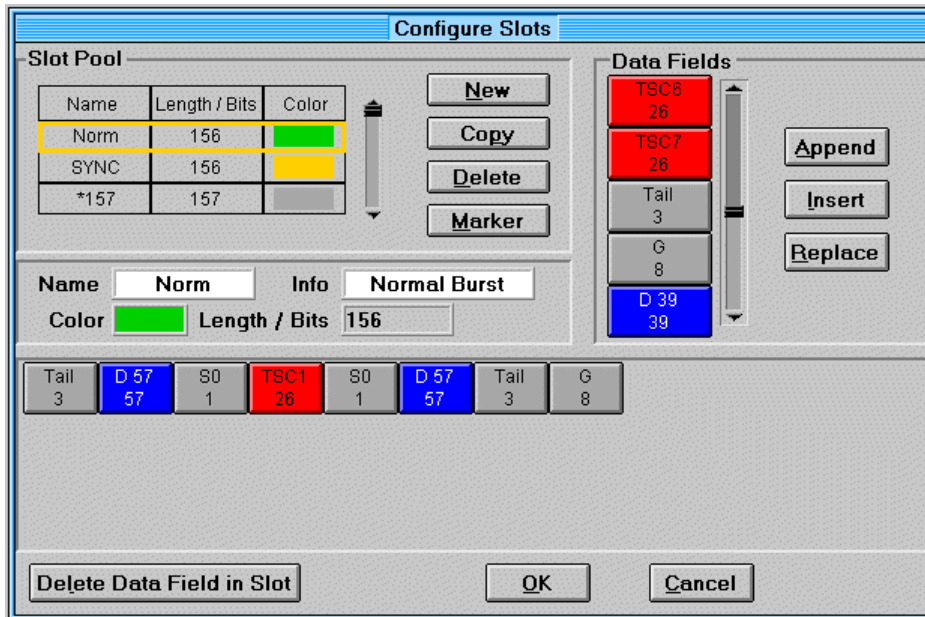 Configure Slots
Slot Pool
Name Length / Bits Color
Norm 156
SYNC 156
*157 157
New
Copy
Delete
Marker
Data Fields
TSC6
26
TSC7
26
Tail
3
G
8
D 39
39
Append
Insert
Replace
Name Norm Info Normal Burst
Color Length / Bits 156
Tail D 57 S0 TSC1 S0 D 57 Tail G
3 57 1 26 1 57 3 8
Delete Data Field in Slot OK Cancel